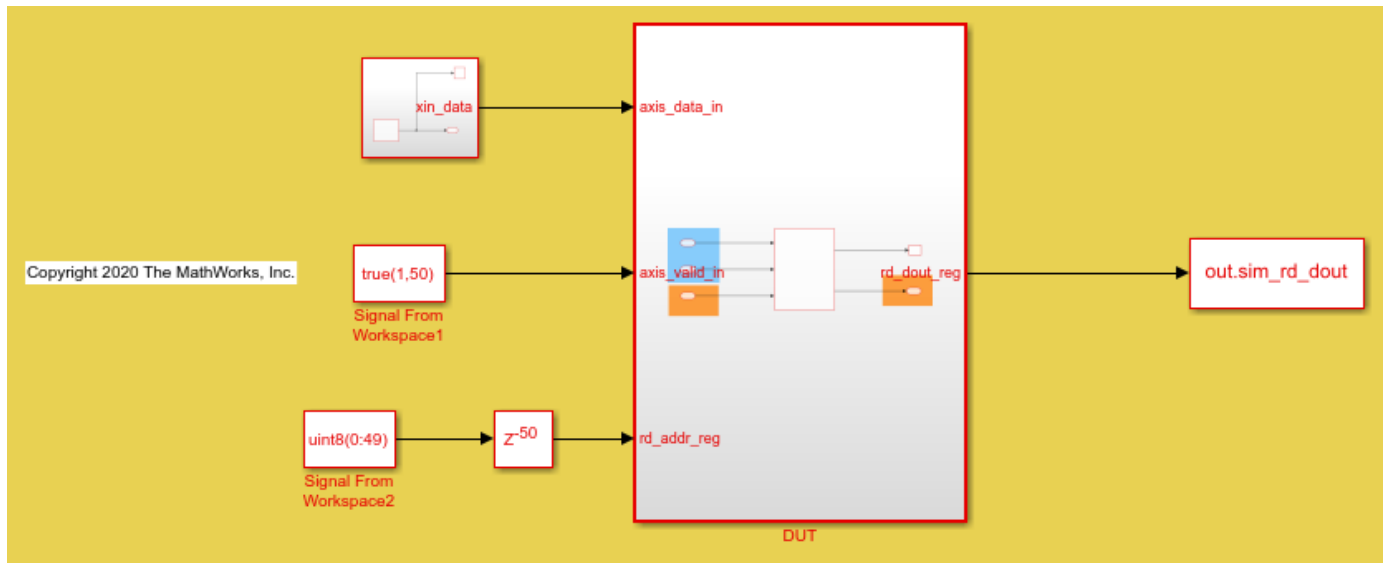 xin_data
axis_data_in
Copyright 2020 The MathWorks, Inc.
true(1,50)
Signal From
Workspace1
axis_valid_in
rd_dout_reg
out.sim_rd_dout
uint8(0:49)
Signal From
Workspace2
Z-50
rd_addr_reg
DUT